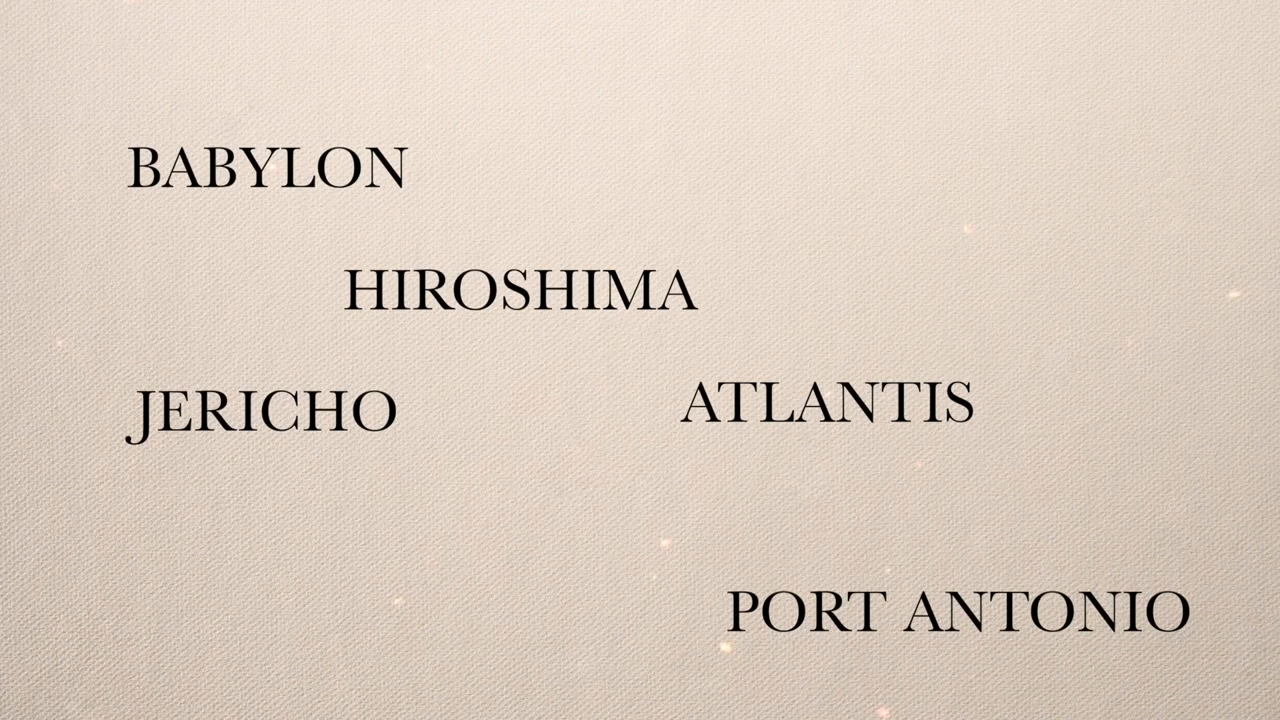 BABYLON
HIROSHIMA
JERICHO
ATLANTIS
PORT ANTONIO